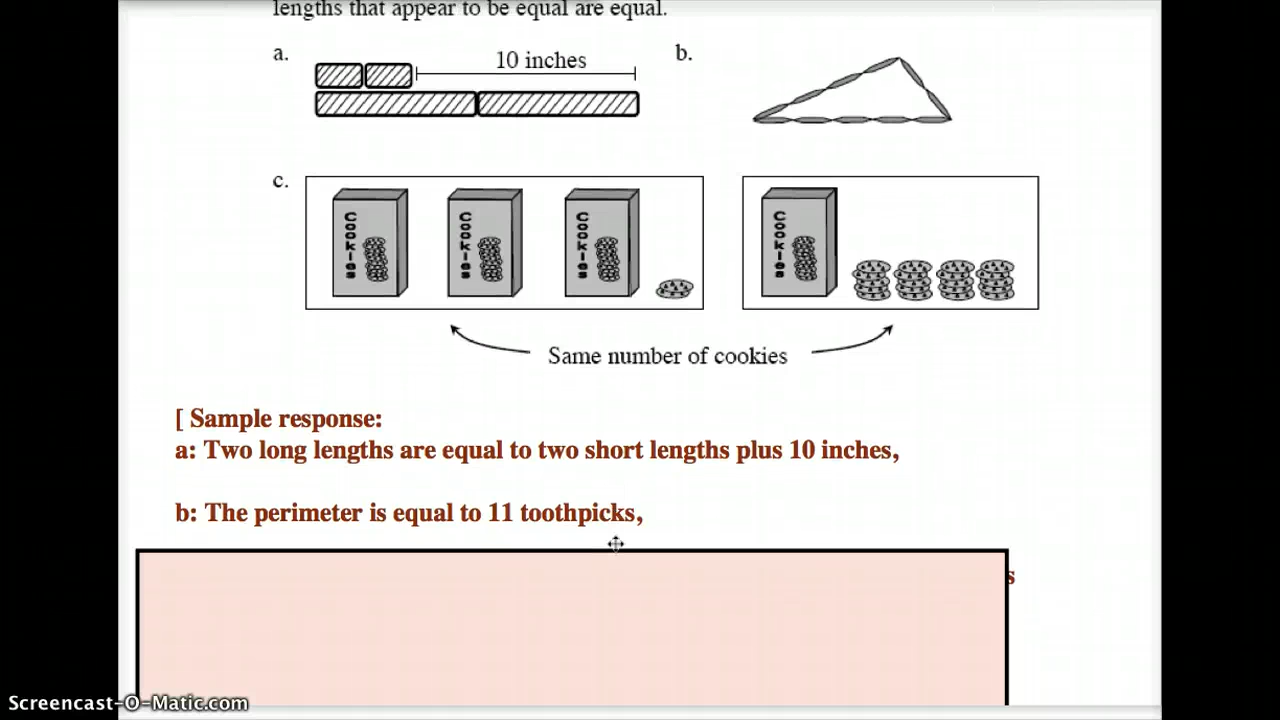 lengths that appear to be equal are equal.
a.
10 inches
b.
c.
Cookies
Cookies
Cookies
Cookies
Same number of cookies
[ Sample response:
a: Two long lengths are equal to two short lengths plus 10 inches,
b: The perimeter is equal to 11 toothpicks,
s
Screencast-O-Matic.com